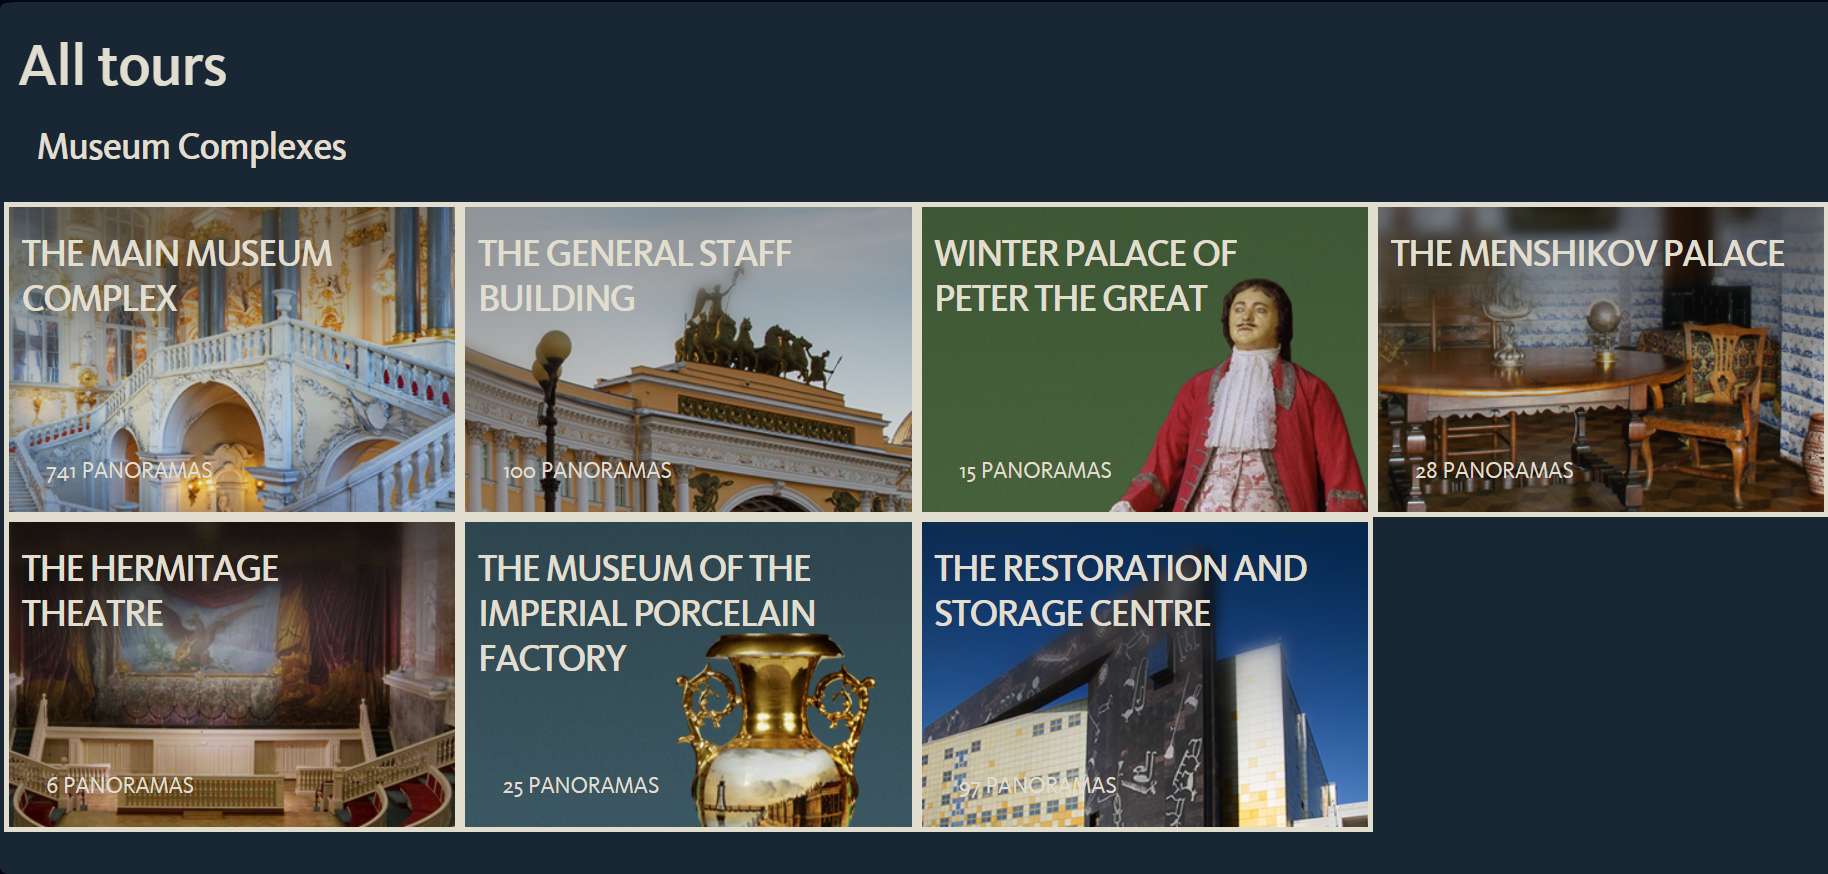 All tours
Museum Complexes
THE MAIN MUSEUM
COMPLEX
741 PANORAMAS
THE GENERAL STAFF
BUILDING
100 PANORAMAS
WINTER PALACE OF
PETER THE GREAT
15 PANORAMAS
THE MENSHIKOV PALACE
28 PANORAMAS
THE HERMITAGE
THEATRE
6 PANORAMAS
THE MUSEUM OF THE
IMPERIAL PORCELAIN
FACTORY
25 PANORAMAS
THE RESTORATION AND
STORAGE CENTRE
97 PANORAMAS